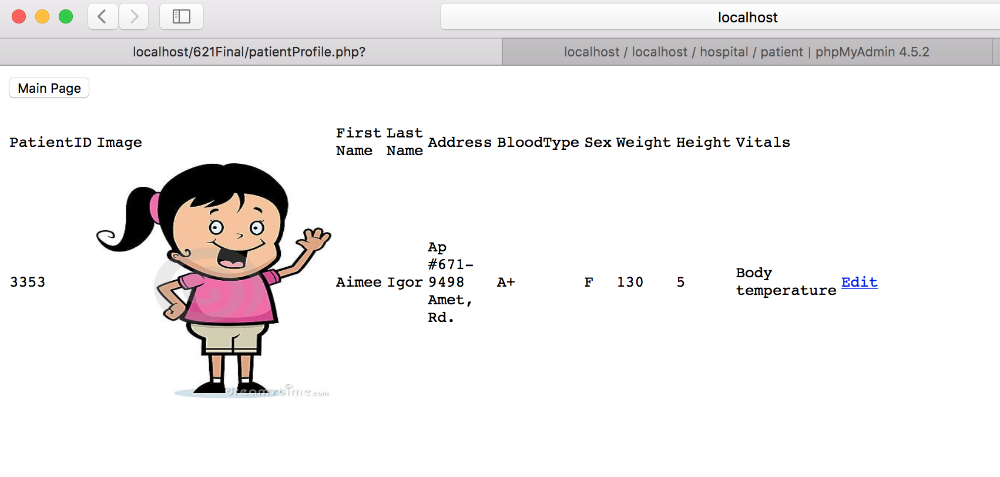 localhost
localhost/621Final/patientProfile.php?
localhost / localhost / hospital / patient | phpMyAdmin 4.5.2
Main Page
PatientID Image First Name Last Name Address BloodType Sex Weight Height Vitals
3353 Aimee Igor Ap #671-9498 Amet, Rd. A+ F 130 5 Body temperature Edit
dreamstime.com